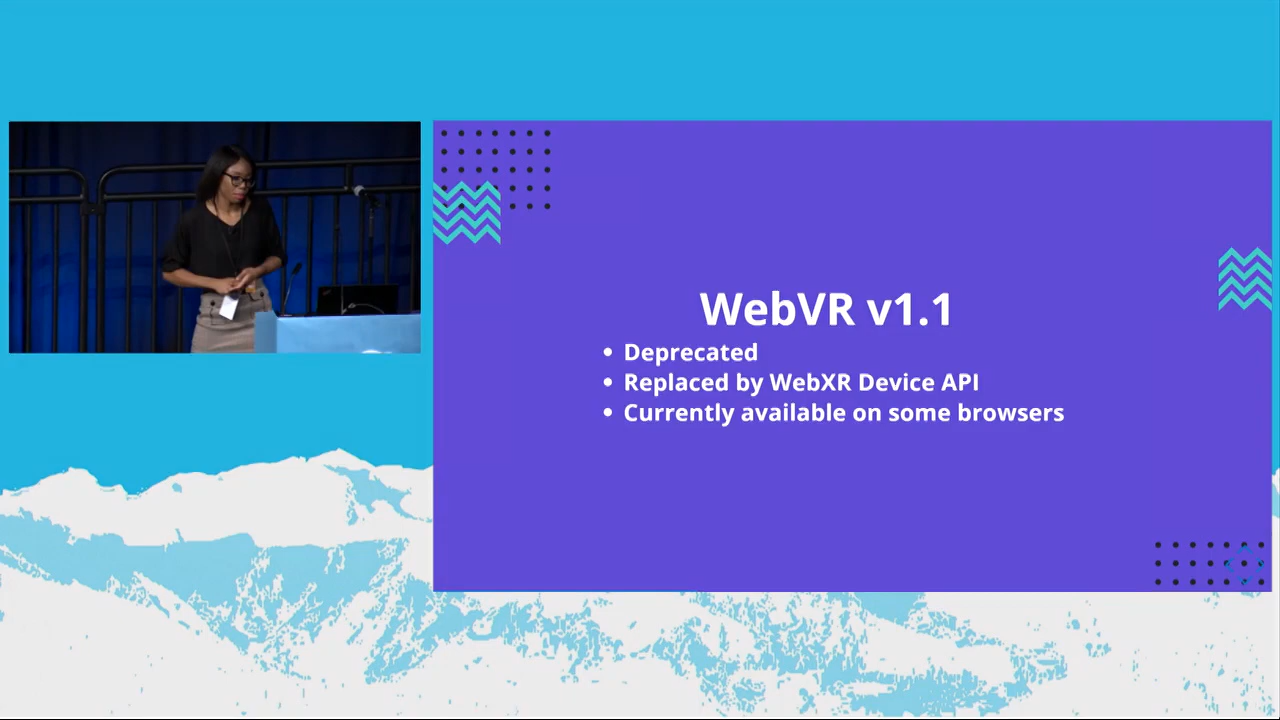 WebVR v1.1
• Deprecated
• Replaced by WebXR Device API
• Currently available on some browsers